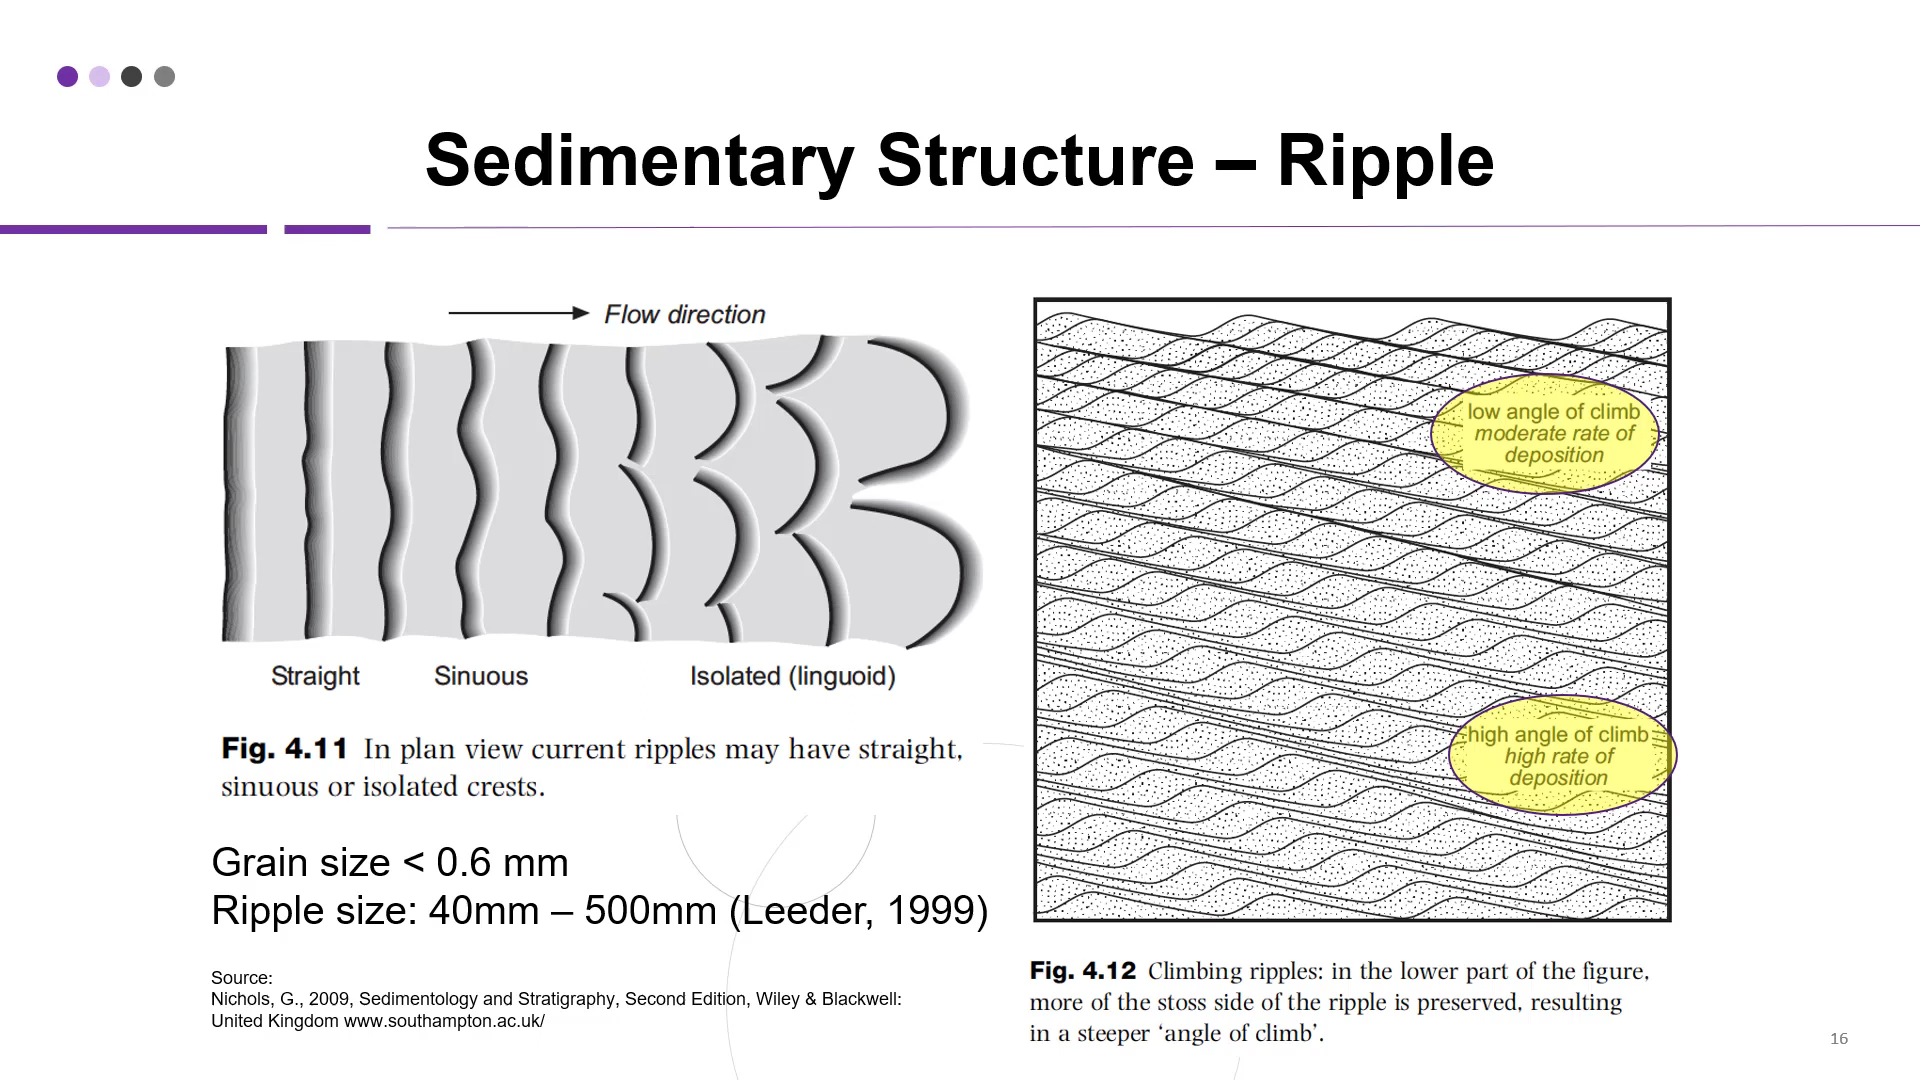 Sedimentary Structure – Ripple
Flow direction
Straight
Sinuous
Isolated (linguoid)
Fig. 4.11 In plan view current ripples may have straight,
sinuous or isolated crests.
Grain size < 0.6 mm
Ripple size: 40mm – 500mm (Leeder, 1999)
Source:
Nichols, G., 2009, Sedimentology and Stratigraphy, Second Edition, Wiley & Blackwell:
United Kingdom www.southampton.ac.uk/
low angle of climb
moderate rate of
deposition
high angle of climb
high rate of
deposition
Fig. 4.12 Climbing ripples: in the lower part of the figure,
more of the stoss side of the ripple is preserved, resulting
in a steeper ‘angle of climb’.
16